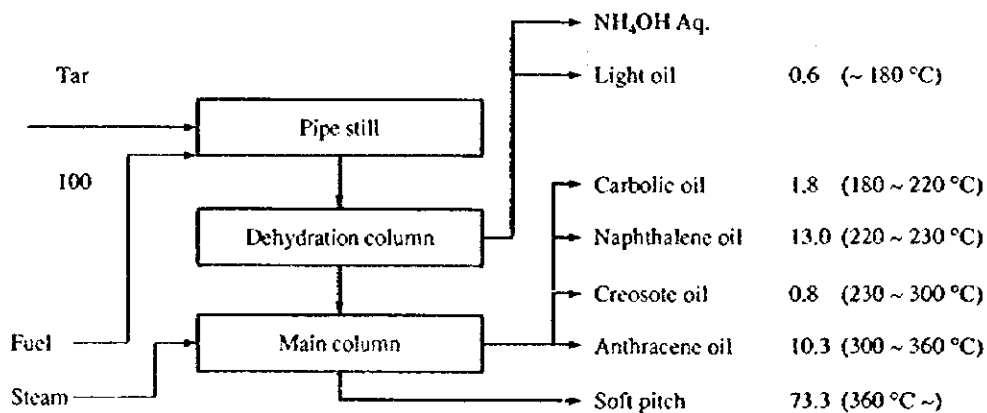 NH₄OH Aq.
Tar
Light oil 0.6 (~ 180 °C)
Pipe still
100
Carbolic oil 1.8 (180 ~ 220 °C)
Dehydration column
Naphthalene oil 13.0 (220 ~ 230 °C)
Creosote oil 0.8 (230 ~ 300 °C)
Fuel
Main column
Anthracene oil 10.3 (300 ~ 360 °C)
Steam
Soft pitch 73.3 (360 °C ~)